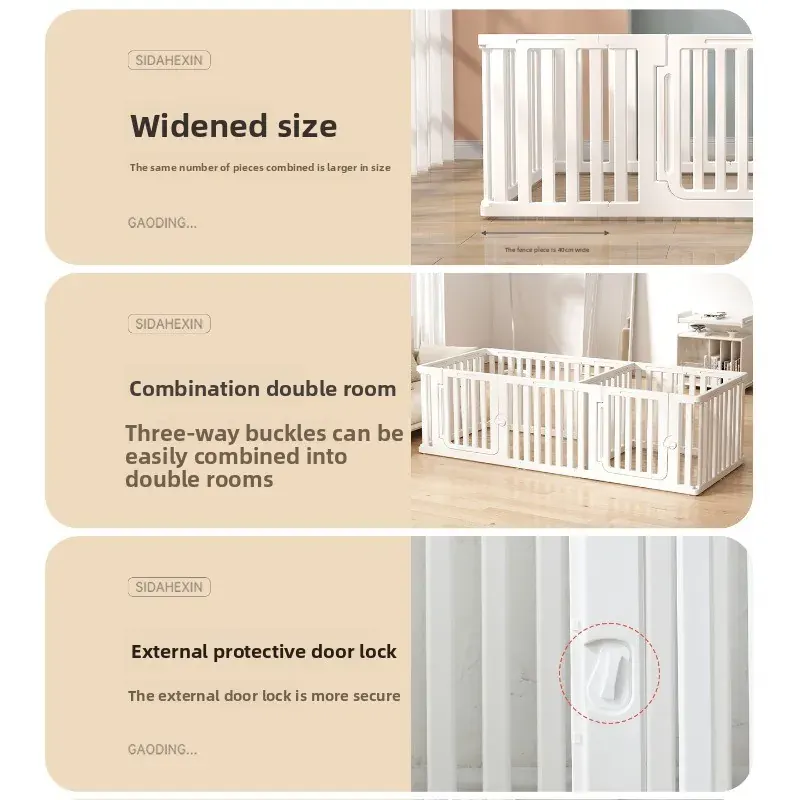 SIDAHEXIN
Widened size
The same number of pieces combined is larger in size
GAODING...
The fence piece is 40cm wide
SIDAHEXIN
Combination double room
Three-way buckles can be
easily combined into
double rooms
SIDAHEXIN
External protective door lock
The external door lock is more secure
GAODING...